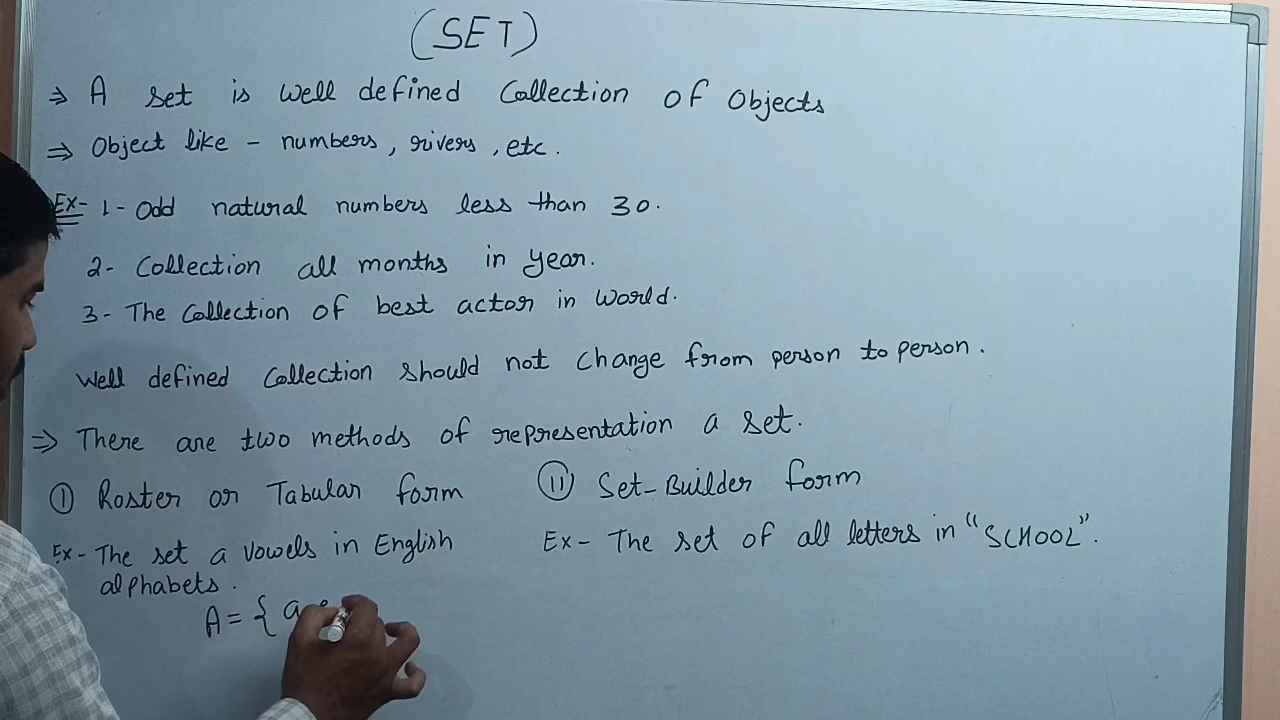 (SET)
⇒ A set is well defined Collection of Objects
⇒ Object like - numbers, rivers, etc.
Ex- 1- Odd natural numbers less than 30.
2- Collection all months in year.
3- The Collection of best actor in World.
Well defined Collection should not change from person to person.
⇒ There are two methods of representation a set.
① Roster or Tabular form
⑪ Set-Builder form
Ex- The set a vowels in English
alphabets.
A = { a
Ex- The set of all letters in "SCHOOL".